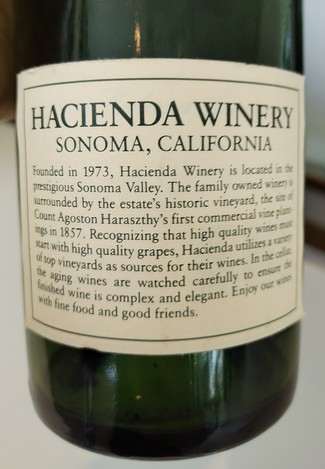 HACIENDA WINERY
SONOMA, CALIFORNIA
Founded in 1973, Hacienda Winery is located in the
prestigious Sonoma Valley. The family owned winery is
surrounded by the estate's historic vineyard, the site of
Count Agoston Haraszthy's first commercial vine plant-
ings in 1857. Recognizing that high quality wines must
start with high quality grapes, Hacienda utilizes a variety
of top vineyards as sources for their wines. In the cellar,
the aging wines are watched carefully to ensure the
finished wine is complex and elegant. Enjoy our wines
with fine food and good friends.